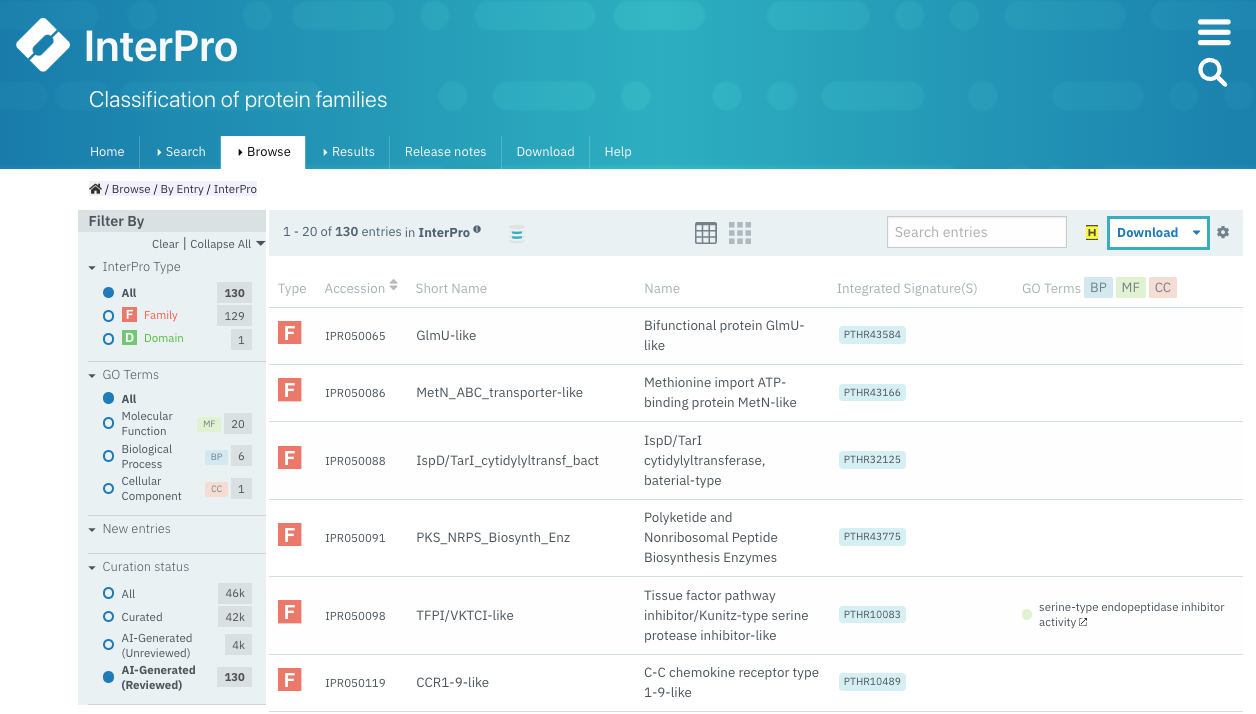 InterPro
Classification of protein families
Home Search Browse Results Release notes Download Help
/ Browse / By Entry / InterPro
Filter By
Clear | Collapse All
InterPro Type
All 130
F Family 129
D Domain 1
GO Terms
All
Molecular
Function MF 20
Biological
Process BP 6
Cellular
Component CC 1
New entries
Curation status
All 46k
Curated 42k
AI-Generated
(Unreviewed) 4k
AI-Generated
(Reviewed) 130
1 - 20 of 130 entries in InterPro
Search entries
H
Download
Type Accession Short Name Name Integrated Signature(S) GO Terms BP MF CC
F IPR050065 GlmU-like Bifunctional protein GlmU-
like PTHR43584
F IPR050086 MetN_ABC_transporter-like Methionine import ATP-
binding protein MetN-like PTHR43166
F IPR050088 IspD/TarI_cytidylyltransf_bact IspD/TarI
cytidylyltransferase,
baterial-type PTHR32125
F IPR050091 PKS_NRPS_Biosynth_Enz Polyketide and
Nonribosomal Peptide
Biosynthesis Enzymes PTHR43775
F IPR050098 TFPI/VKTCI-like Tissue factor pathway
inhibitor/Kunitz-type serine
protease inhibitor-like PTHR10083 serine-type endopeptidase inhibitor
activity
F IPR050119 CCR1-9-like C-C chemokine receptor type
1-9-like PTHR10489